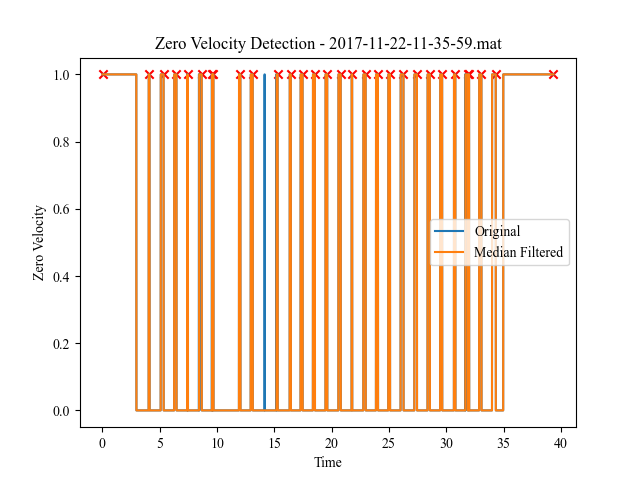 Zero Velocity Detection - 2017-11-22-11-35-59.mat
1.0
0.8
0.6
0.4
0.2
0.0
Zero Velocity
Original
Median Filtered
0 5 10 15 20 25 30 35 40
Time